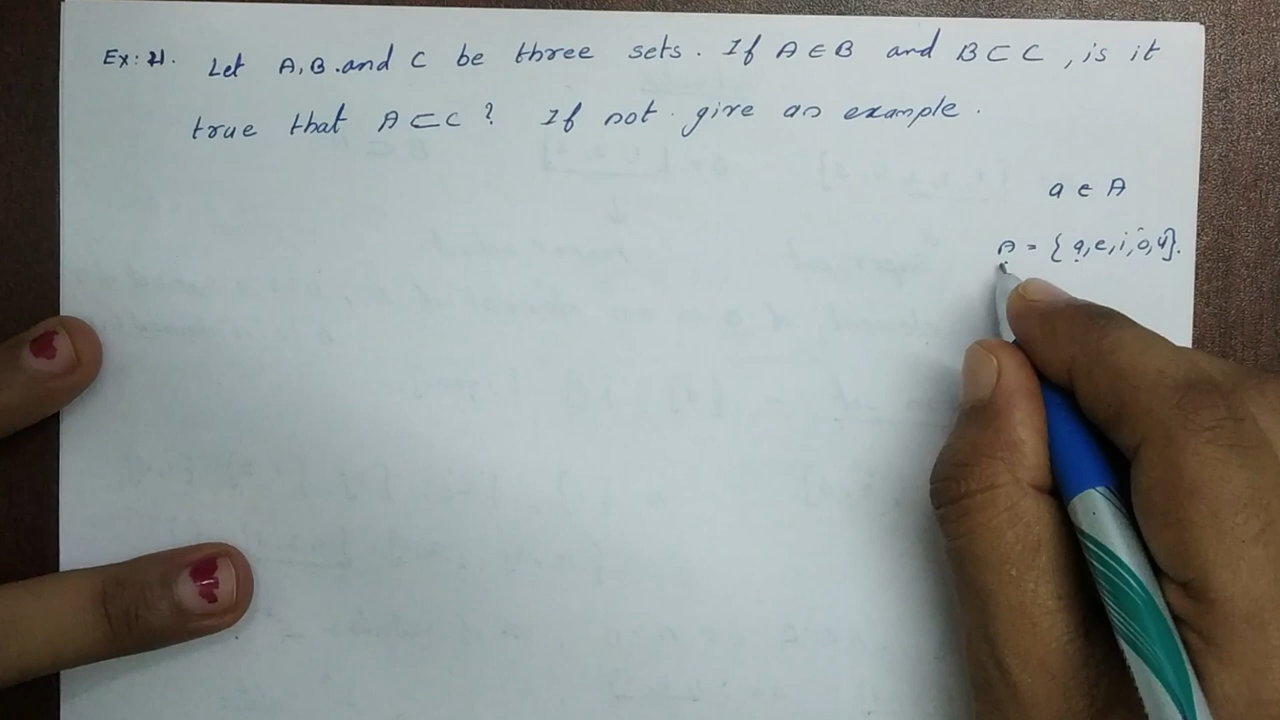 Ex: 21. Let A, B. and C be three sets. If A ∈ B and B ⊂ C, is it
true that A ⊂ C? If not. give an example.
a ∈ A
A = {a,e,i,o,u}.